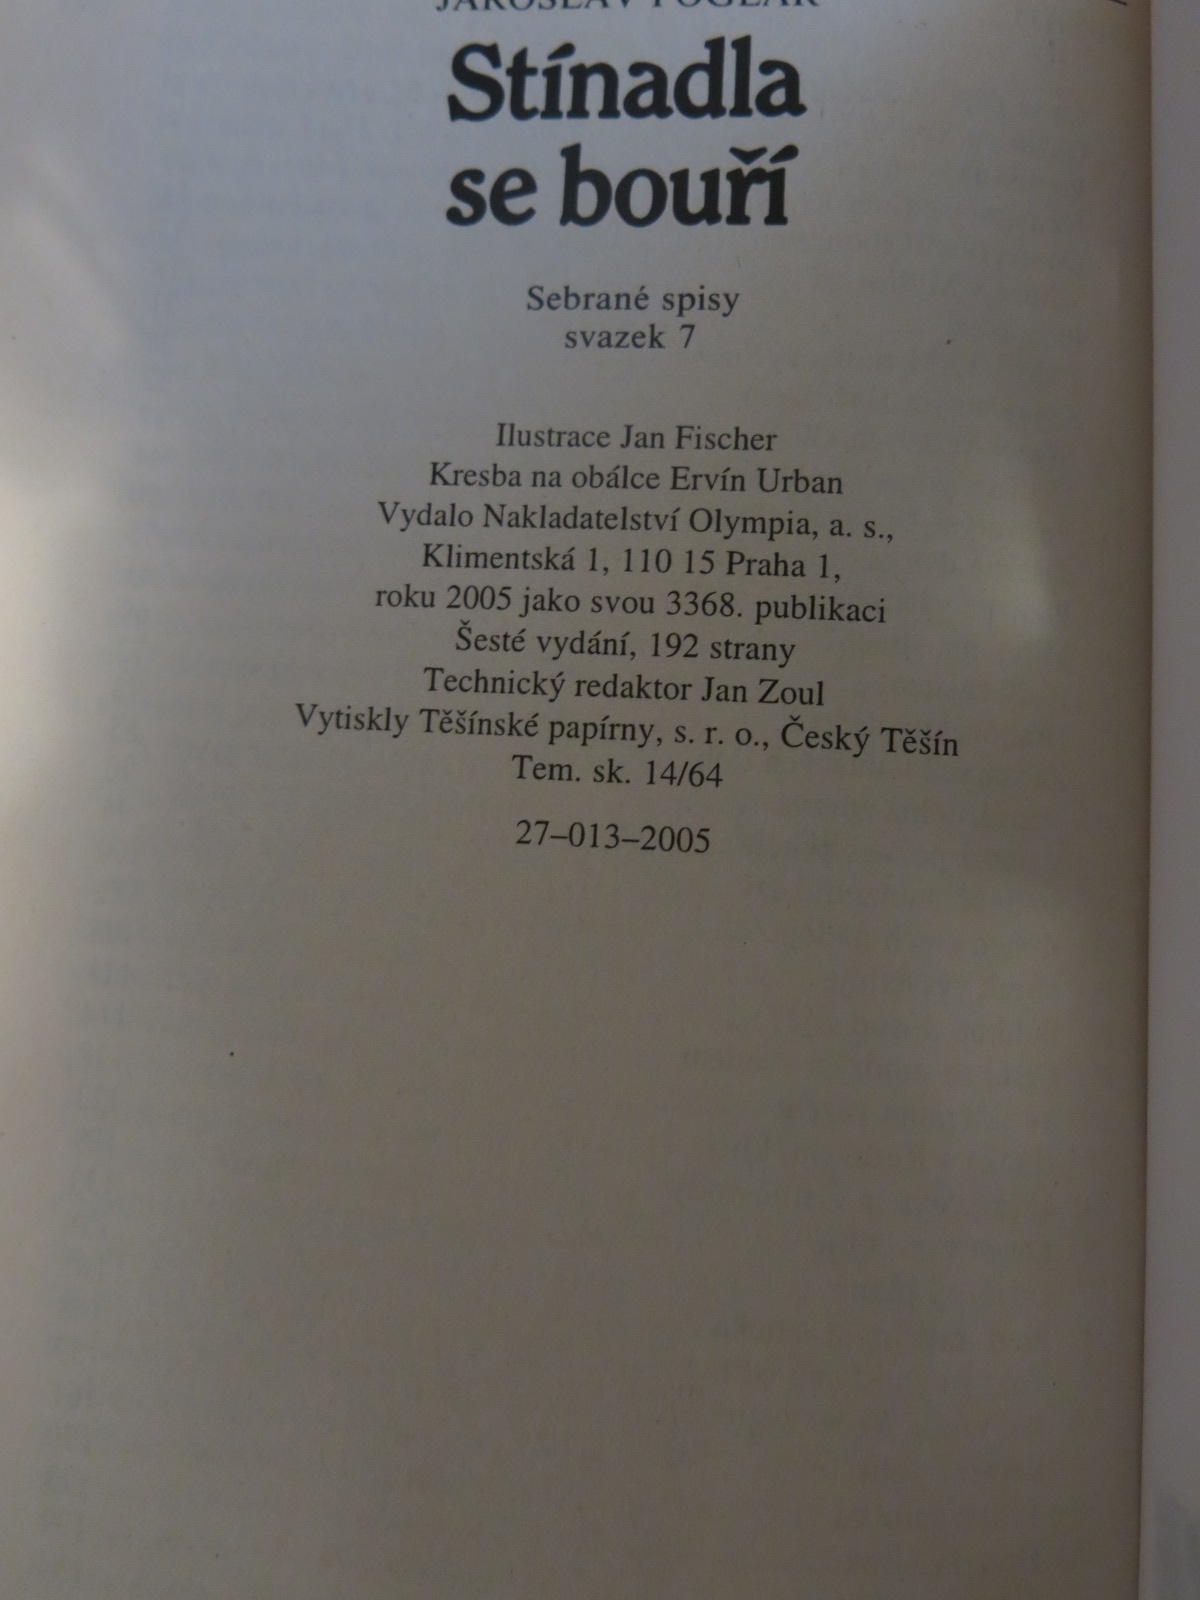 JAROSLAV FOGLAR
Stínadla
se bouří
Sebrané spisy
svazek 7
Ilustrace Jan Fischer
Kresba na obálce Ervín Urban
Vydalo Nakladatelství Olympia, a. s.,
Klimentská 1, 110 15 Praha 1,
roku 2005 jako svou 3368. publikaci
Šesté vydání, 192 strany
Technický redaktor Jan Zoul
Vytiskly Těšínské papírny, s. r. o., Český Těšín
Tem. sk. 14/64
27–013–2005